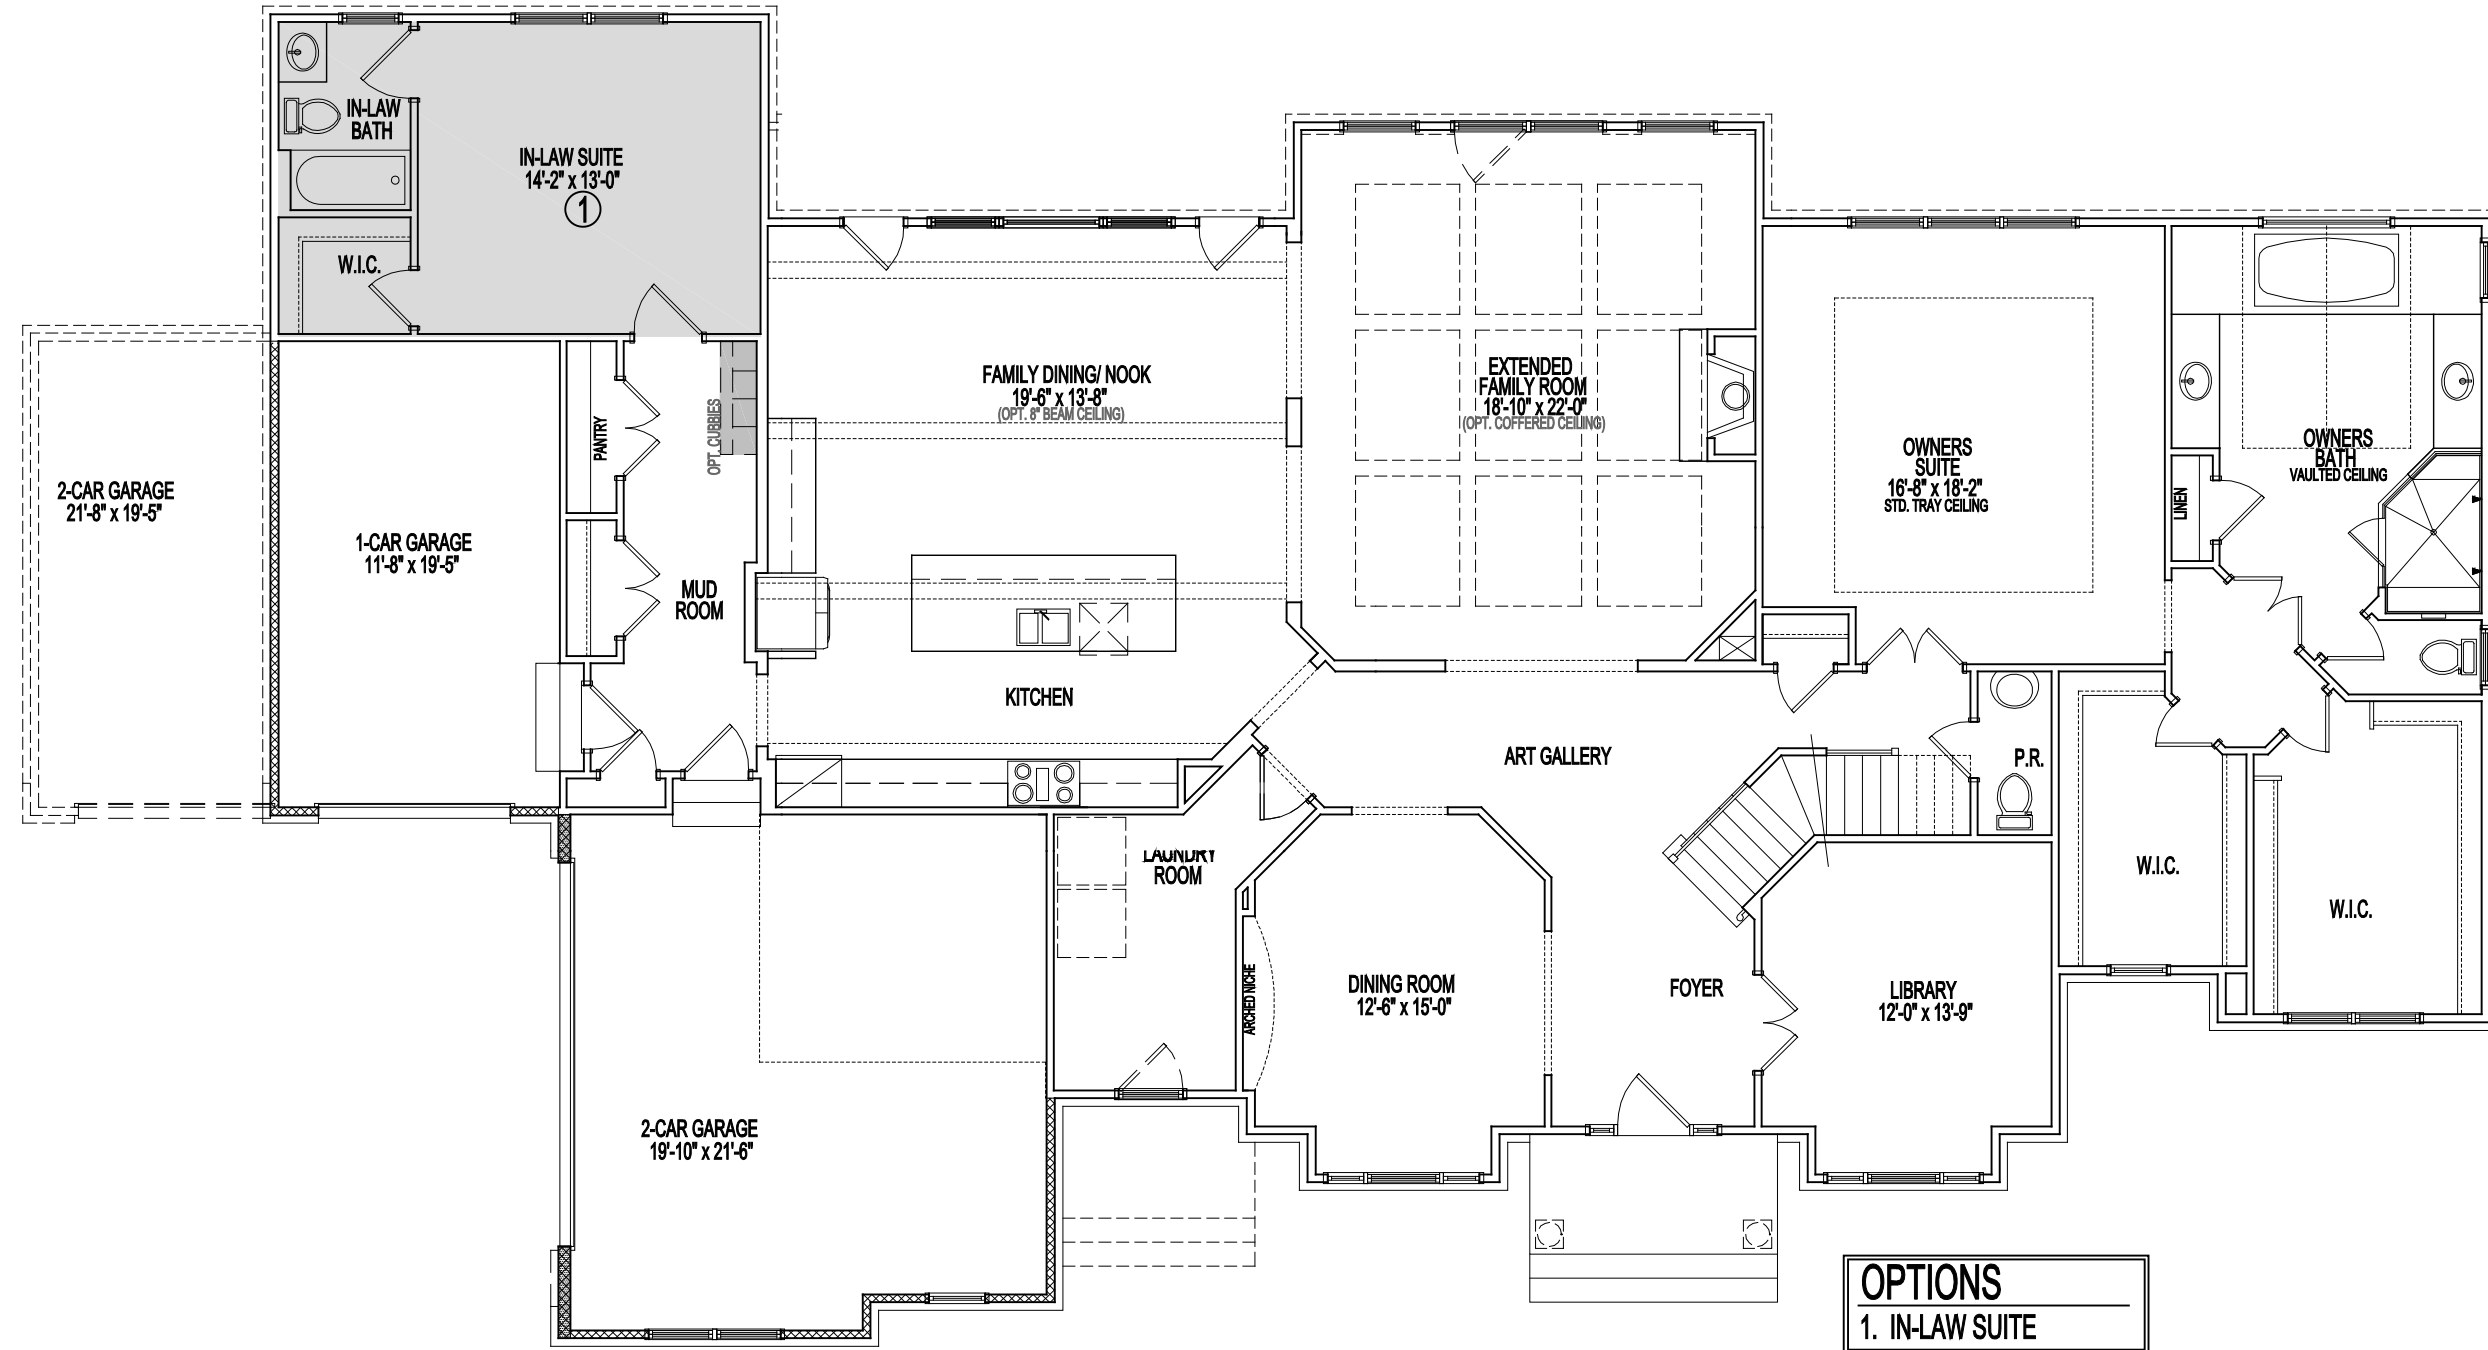 IN-LAW
BATH
IN-LAW SUITE
14'-2" x 13'-0"
1
W.I.C.
2-CAR GARAGE
21'-8" x 19'-5"
1-CAR GARAGE
11'-8" x 19'-5"
PANTRY
OPT. CUBBIES
MUD
ROOM
FAMILY DINING/ NOOK
19'-6" x 13'-8"
(OPT. 8" BEAM CEILING)
KITCHEN
EXTENDED
FAMILY ROOM
18'-10" x 22'-0"
(OPT. COFFERED CEILING)
OWNERS
SUITE
16'-8" x 18'-2"
STD. TRAY CEILING
OWNERS
BATH
VAULTED CEILING
LINEN
ART GALLERY
P.R.
W.I.C.
W.I.C.
LAUNDRY
ROOM
ARCHED NICHE
DINING ROOM
12'-6" x 15'-0"
FOYER
LIBRARY
12'-0" x 13'-9"
2-CAR GARAGE
19'-10" x 21'-6"
OPTIONS
1. IN-LAW SUITE